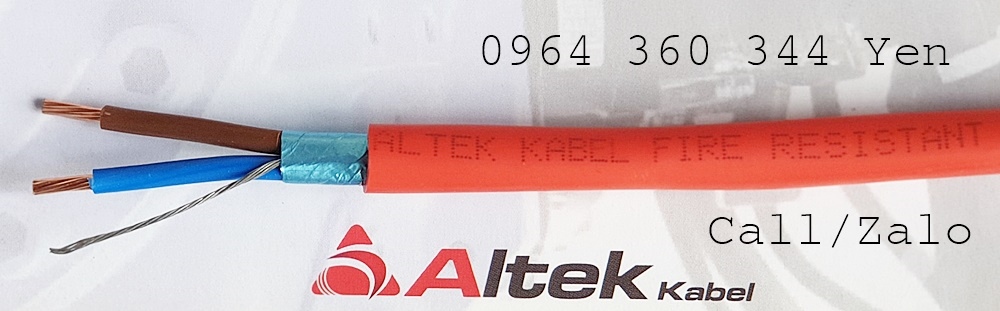 0964 360 344 Yen
ALTEK KABEL FIRE RESISTANT
Call/Zalo
Altek Kabel